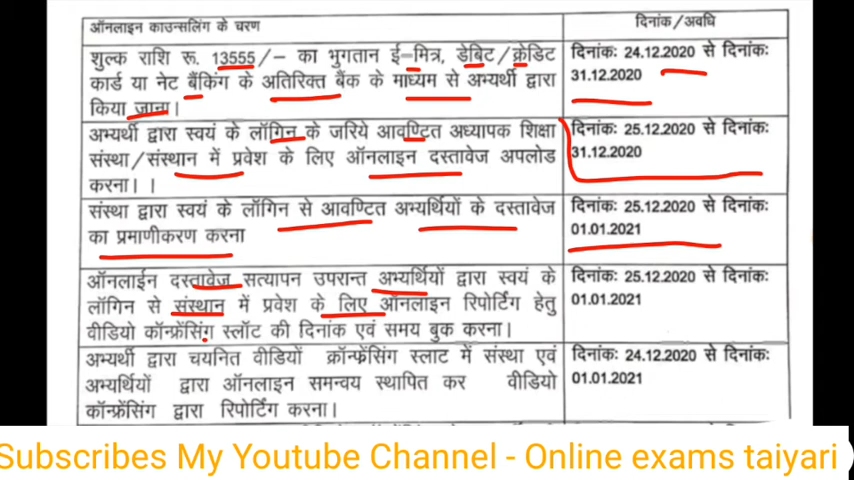 ऑनलाइन काउन्सलिंग के चरण
दिनांक/अवधि
शुल्क राशि रू. 13555/– का भुगतान ई–मित्र, डेबिट/क्रेडिट
कार्ड या नेट बैंकिंग के अतिरिक्त बैंक के माध्यम से अभ्यर्थी द्वारा
किया जाना।
दिनांकः 24.12.2020 से दिनांकः
31.12.2020
अभ्यर्थी द्वारा स्वयं के लॉगिन के जरिये आवण्टित अध्यापक शिक्षा
संस्था/संस्थान में प्रवेश के लिए ऑनलाइन दस्तावेज अपलोड
करना।।
दिनांकः 25.12.2020 से दिनांकः
31.12.2020
संस्था द्वारा स्वयं के लॉगिन से आवण्टित अभ्यर्थियों के दस्तावेज
का प्रमाणीकरण करना
दिनांकः 25.12.2020 से दिनांकः
01.01.2021
ऑनलाईन दस्तावेज सत्यापन उपरान्त अभ्यर्थियों द्वारा स्वयं के
लॉगिन से संस्थान में प्रवेश के लिए ऑनलाइन रिपोर्टिंग हेतु
वीडियो कॉन्फ्रेंसिंग स्लॉट की दिनांक एवं समय बुक करना।
दिनांकः 25.12.2020 से दिनांकः
01.01.2021
अभ्यर्थी द्वारा चयनित वीडियों क्रॉन्फेंसिंग स्लाट में संस्था एवं
अभ्यर्थियों द्वारा ऑनलाइन समन्वय स्थापित कर वीडियो
कॉन्फ्रेंसिंग द्वारा रिपोर्टिंग करना।
दिनांकः 24.12.2020 से दिनांकः
01.01.2021
Subscribes My Youtube Channel - Online exams taiyari